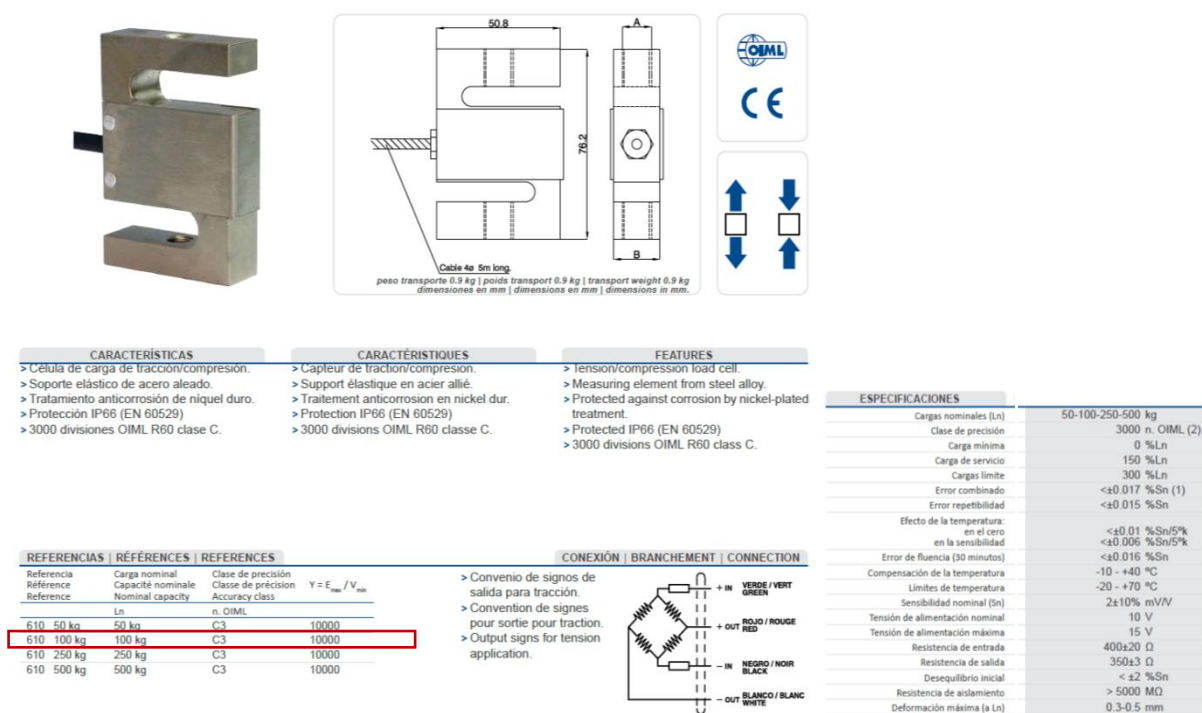 50.8
A
76.2
B
Cable 4ø 5m long.
peso transporte 0.9 kg | poids transport 0.9 kg | transport weight 0.9 kg
dimensiones en mm | dimensions en mm | dimensions in mm.
OIML
CE
CARACTERÍSTICAS
> Célula de carga de tracción/compresión.
> Soporte elástico de acero aleado.
> Tratamiento anticorrosión de níquel duro.
> Protección IP66 (EN 60529)
> 3000 divisiones OIML R60 clase C.
CARACTÉRISTIQUES
> Capteur de traction/compresion.
> Support élastique en acier allié.
> Traitement anticorrosion en nickel dur.
> Protection IP66 (EN 60529)
> 3000 divisions OIML R60 classe C.
FEATURES
> Tension/compression load cell.
> Measuring element from steel alloy.
> Protected against corrosion by nickel-plated
treatment.
> Protected IP66 (EN 60529)
> 3000 divisions OIML R60 class C.
ESPECIFICACIONES
Cargas nominales (Ln) 50-100-250-500 kg
Clase de precisión 3000 n. OIML (2)
Carga mínima 0 %Ln
Carga de servicio 150 %Ln
Cargas límite 300 %Ln
Error combinado <±0.017 %Sn (1)
Error repetibilidad <±0.015 %Sn
Efecto de la temperatura:
en el cero <±0.01 %Sn/5ºk
en la sensibilidad <±0.006 %Sn/5ºk
Error de fluencia (30 minutos) <±0.016 %Sn
Compensación de la temperatura -10 - +40 ºC
Límites de temperatura -20 - +70 ºC
Sensibilidad nominal (Sn) 2±10% mV/V
Tensión de alimentación nominal 10 V
Tensión de alimentación máxima 15 V
Resistencia de entrada 400±20 Ω
Resistencia de salida 350±3 Ω
Desequilibrio inicial < ±2 %Sn
Resistencia de aislamiento > 5000 MΩ
Deformación máxima (a Ln) 0.3-0.5 mm
REFERENCIAS | RÉFÉRENCES | REFERENCES
Referencia Carga nominal Clase de precisión
Référence Capacité nominale Classe de précision Y = Emax / Vmin
Reference Nominal capacity Accuracy class
Ln n. OIML
610 50 kg 50 kg C3 10000
610 100 kg 100 kg C3 10000
610 250 kg 250 kg C3 10000
610 500 kg 500 kg C3 10000
CONEXIÓN | BRANCHEMENT | CONNECTION
> Convenio de signos de
salida para tracción.
> Convention de signes
pour sortie pour traction.
> Output signs for tension
application.
+ IN VERDE / VERT
GREEN
+ OUT ROJO / ROUGE
RED
– IN NEGRO / NOIR
BLACK
– OUT BLANCO / BLANC
WHITE